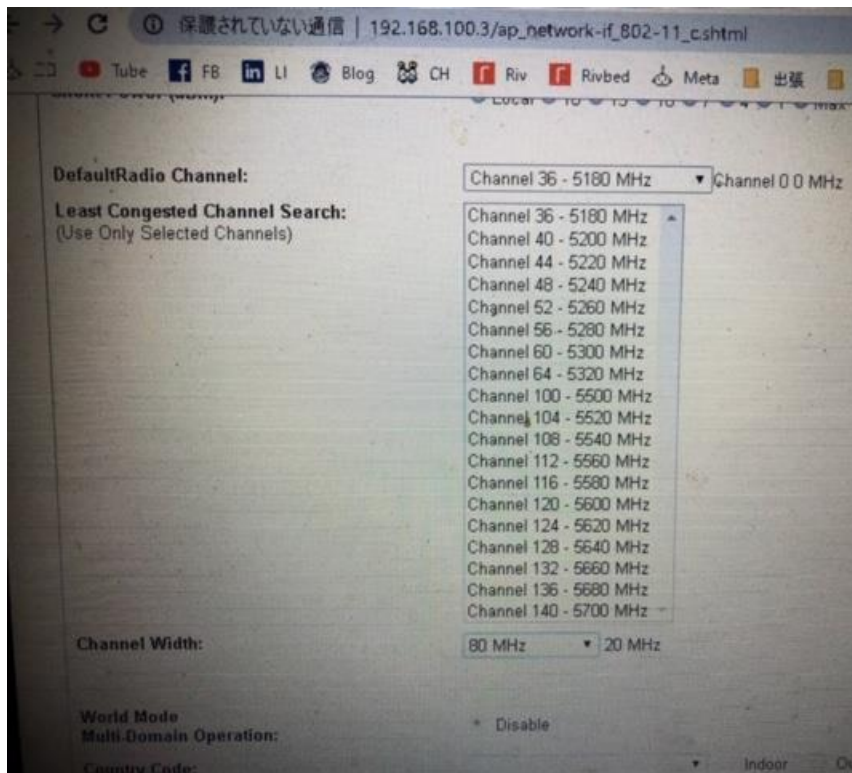 保護されていない通信 | 192.168.100.3/ap_network-if_802-11_c.shtml
ニコ Tube FB LI Blog CH Riv Rivbed Meta 出張
DefaultRadio Channel: Channel 36 - 5180 MHz Channel 0 0 MHz
Least Congested Channel Search:
(Use Only Selected Channels)
Channel 36 - 5180 MHz
Channel 40 - 5200 MHz
Channel 44 - 5220 MHz
Channel 48 - 5240 MHz
Channel 52 - 5260 MHz
Channel 56 - 5280 MHz
Channel 60 - 5300 MHz
Channel 64 - 5320 MHz
Channel 100 - 5500 MHz
Channel 104 - 5520 MHz
Channel 108 - 5540 MHz
Channel 112 - 5560 MHz
Channel 116 - 5580 MHz
Channel 120 - 5600 MHz
Channel 124 - 5620 MHz
Channel 128 - 5640 MHz
Channel 132 - 5660 MHz
Channel 136 - 5680 MHz
Channel 140 - 5700 MHz
Channel Width: 80 MHz 20 MHz
World Mode
Multi-Domain Operation: Disable
Country Code: Indoor